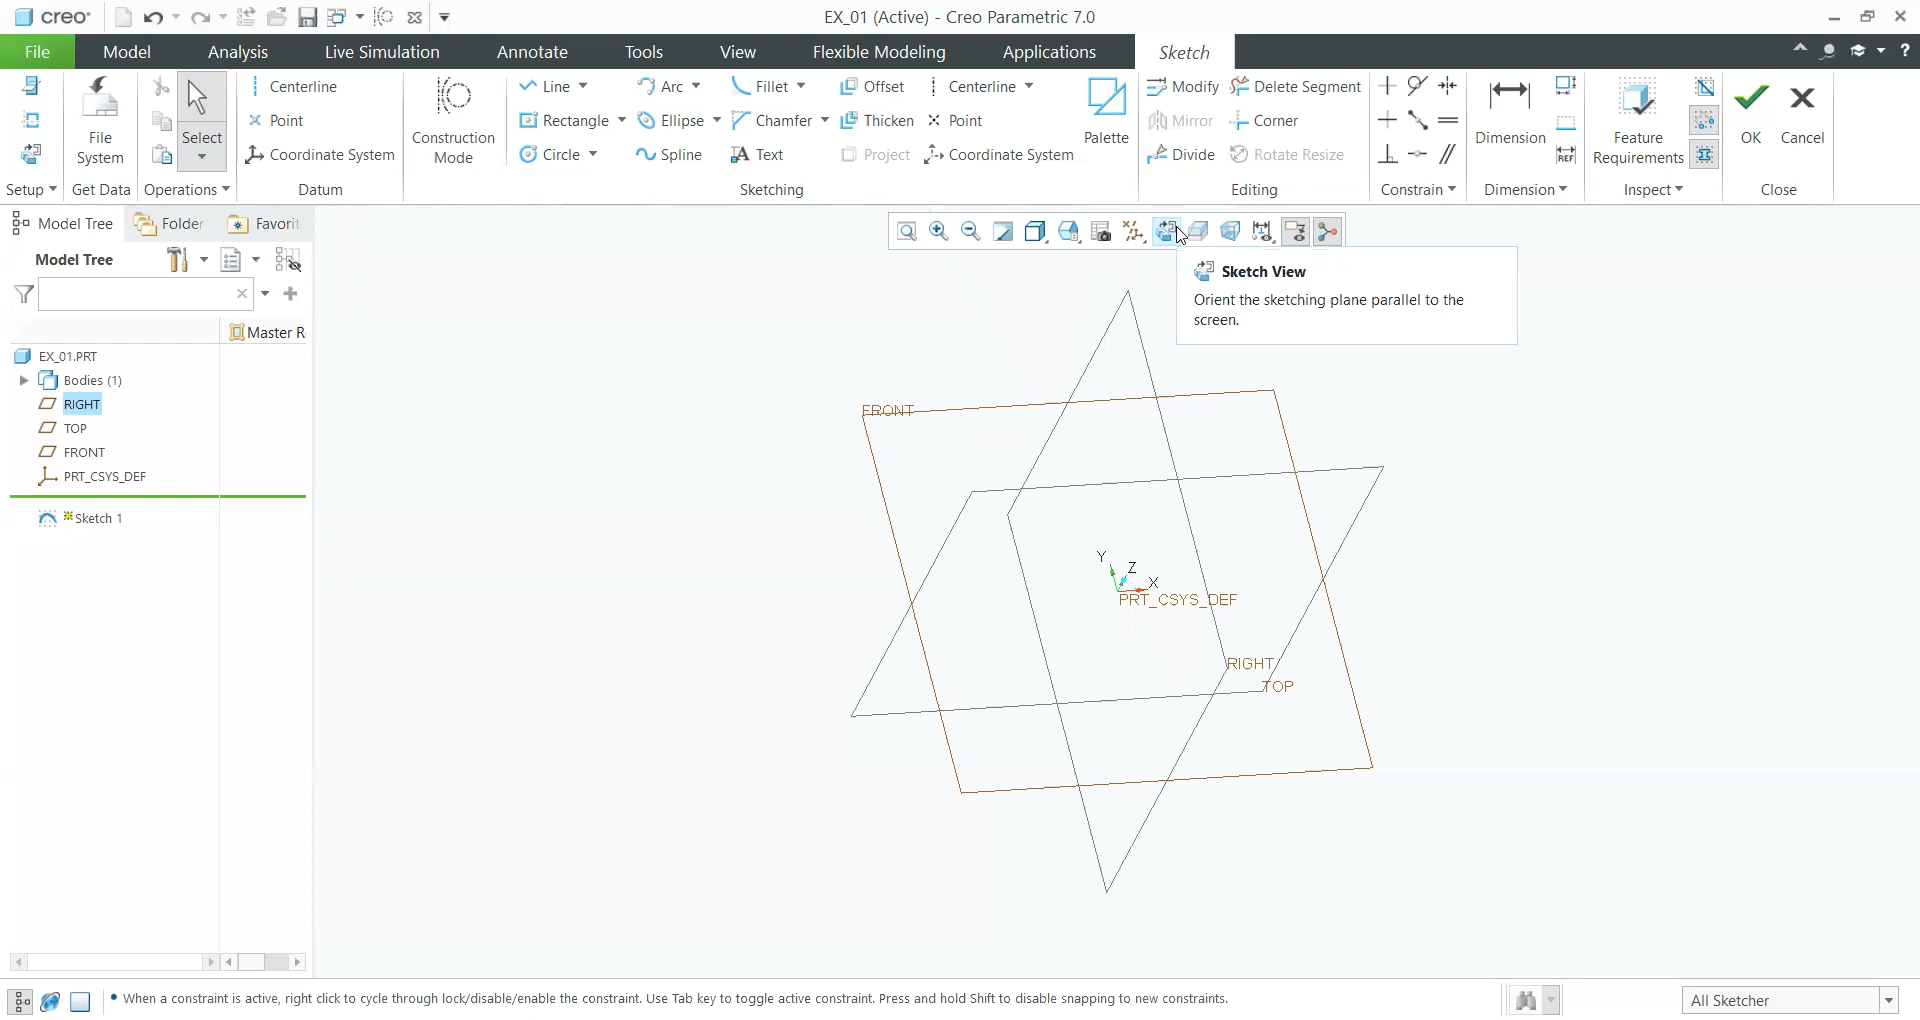 creo
EX_01 (Active) - Creo Parametric 7.0
File
Model
Analysis
Live Simulation
Annotate
Tools
View
Flexible Modeling
Applications
Sketch
?
Setup
File
System
Get Data
Select
Operations
Centerline
Point
Coordinate System
Datum
Construction
Mode
Line
Rectangle
Circle
Arc
Ellipse
Spline
Fillet
Chamfer
Text
Offset
Thicken
Project
Centerline
Point
Coordinate System
Palette
Sketching
Modify
Mirror
Divide
Delete Segment
Corner
Rotate Resize
Editing
Constrain
Dimension
REF
Dimension
Feature
Requirements
Inspect
OK
Cancel
Close
Model Tree
Folder
Favorit
Model Tree
Master R
EX_01.PRT
Bodies (1)
RIGHT
TOP
FRONT
PRT_CSYS_DEF
Sketch 1
Sketch View
Orient the sketching plane parallel to the
screen.
FRONT
Y
Z
X
PRT_CSYS_DEF
RIGHT
TOP
• When a constraint is active, right click to cycle through lock/disable/enable the constraint. Use Tab key to toggle active constraint. Press and hold Shift to disable snapping to new constraints.
All Sketcher